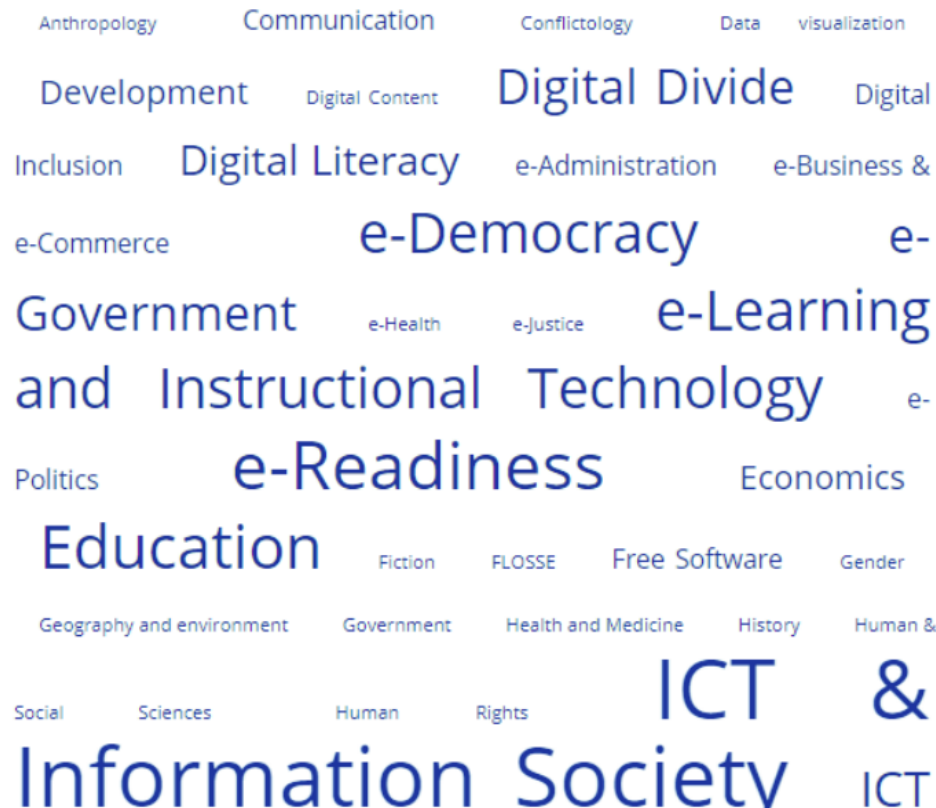 Anthropology Communication Conflictology Data visualization
Development Digital Content Digital Divide Digital
Inclusion Digital Literacy e-Administration e-Business &
e-Commerce e-Democracy e-
Government e-Health e-Justice e-Learning
and Instructional Technology e-
Politics e-Readiness Economics
Education Fiction FLOSSE Free Software Gender
Geography and environment Government Health and Medicine History Human &
Social Sciences Human Rights ICT &
Information Society ICT